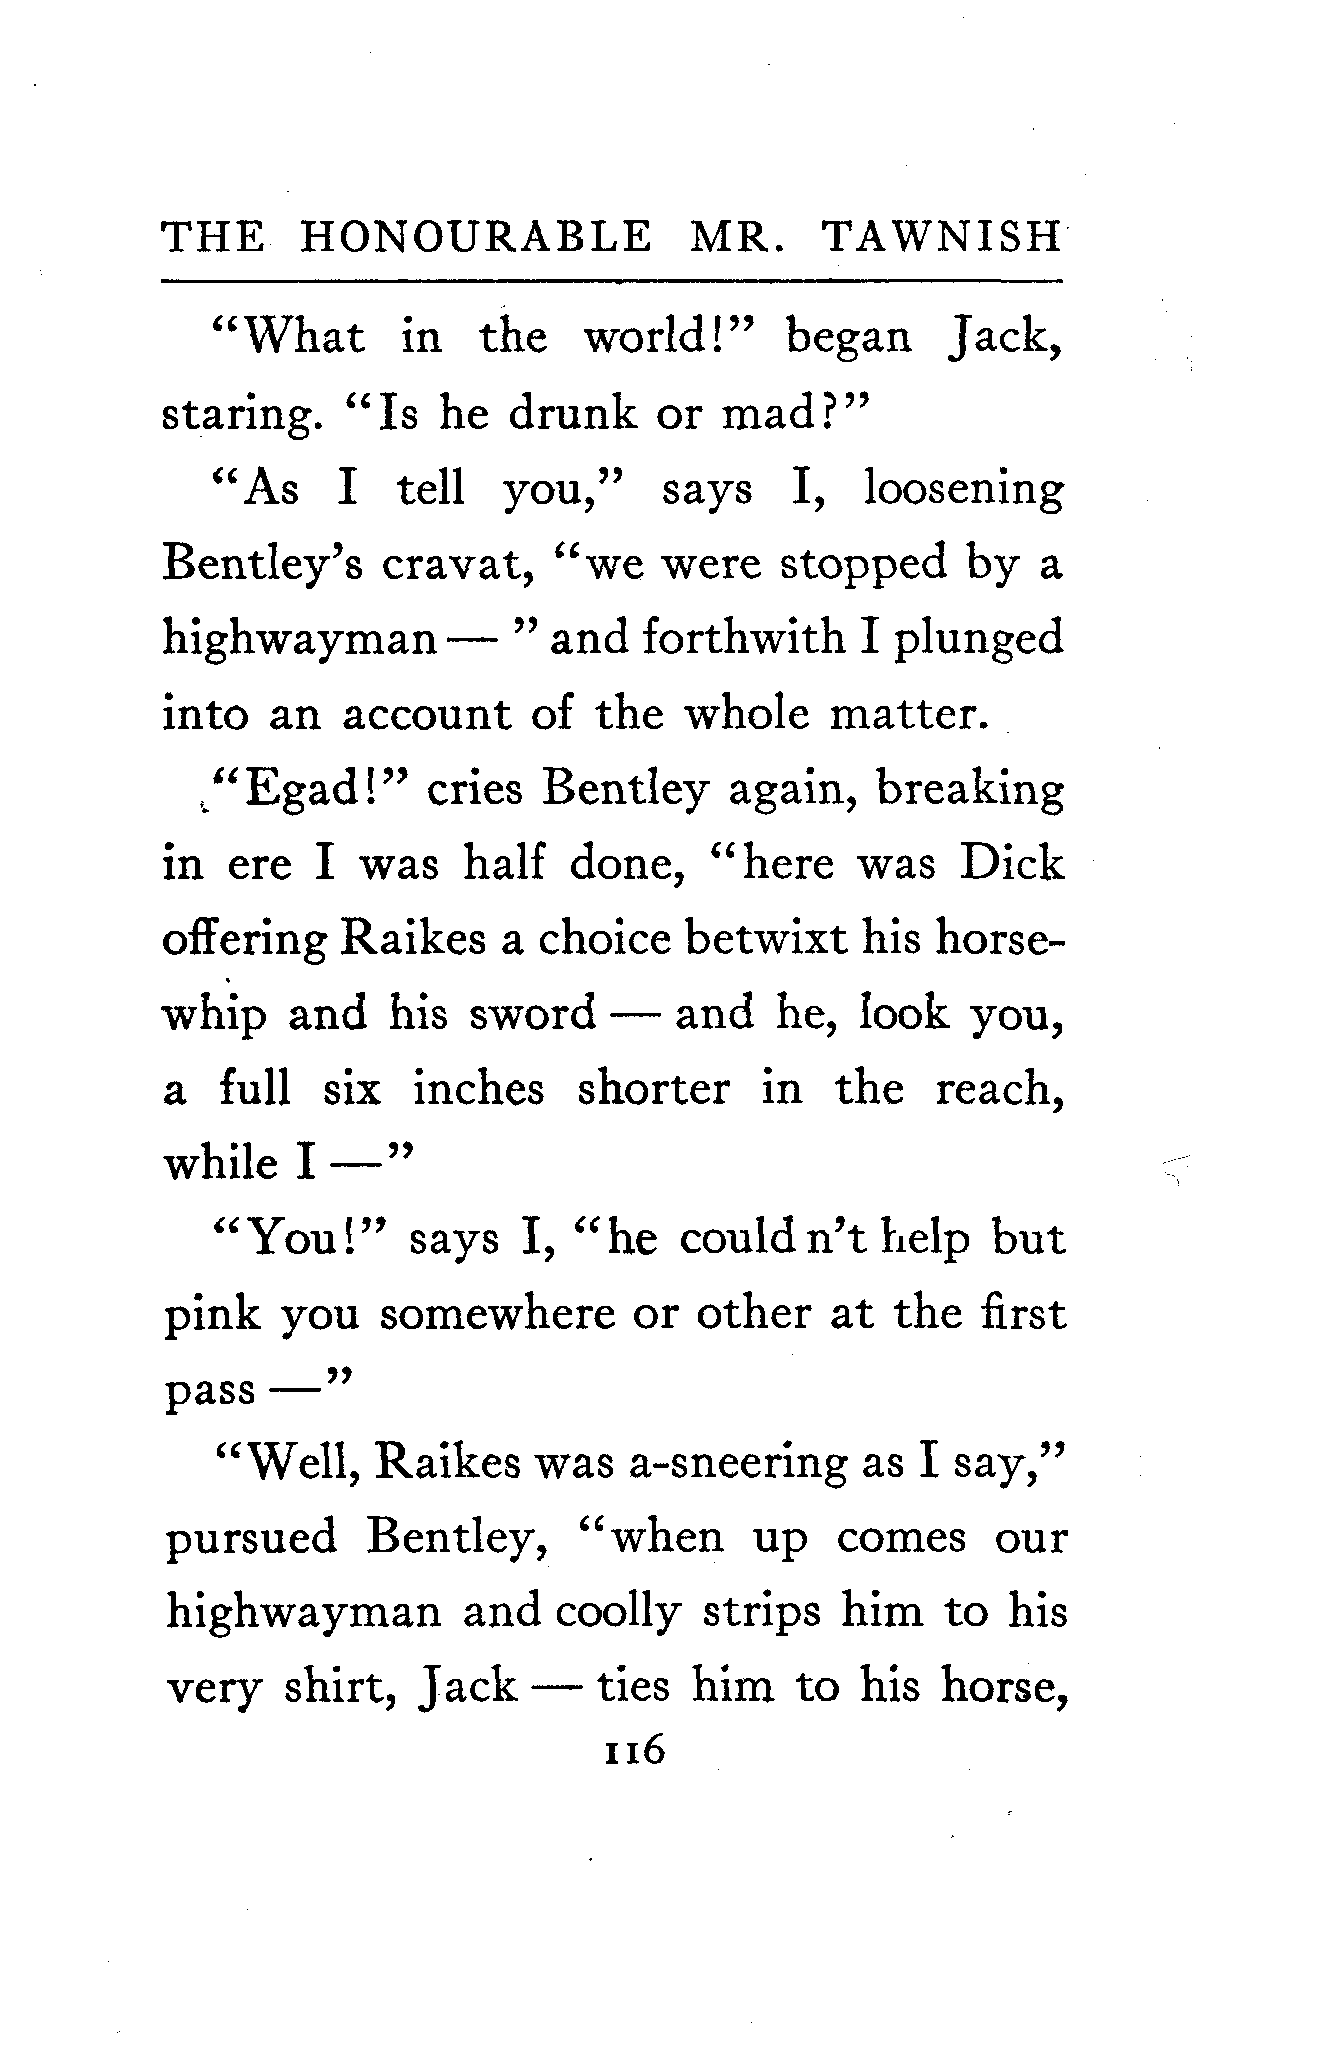 THE HONOURABLE MR. TAWNISH
“What in the world!” began Jack,
staring. “Is he drunk or mad?”
“As I tell you,” says I, loosening
Bentley’s cravat, “we were stopped by a
highwayman — ” and forthwith I plunged
into an account of the whole matter.
“Egad!” cries Bentley again, breaking
in ere I was half done, “here was Dick
offering Raikes a choice betwixt his horse-
whip and his sword — and he, look you,
a full six inches shorter in the reach,
while I —”
“You!” says I, “he could n’t help but
pink you somewhere or other at the first
pass —”
“Well, Raikes was a-sneering as I say,”
pursued Bentley, “when up comes our
highwayman and coolly strips him to his
very shirt, Jack — ties him to his horse,
116